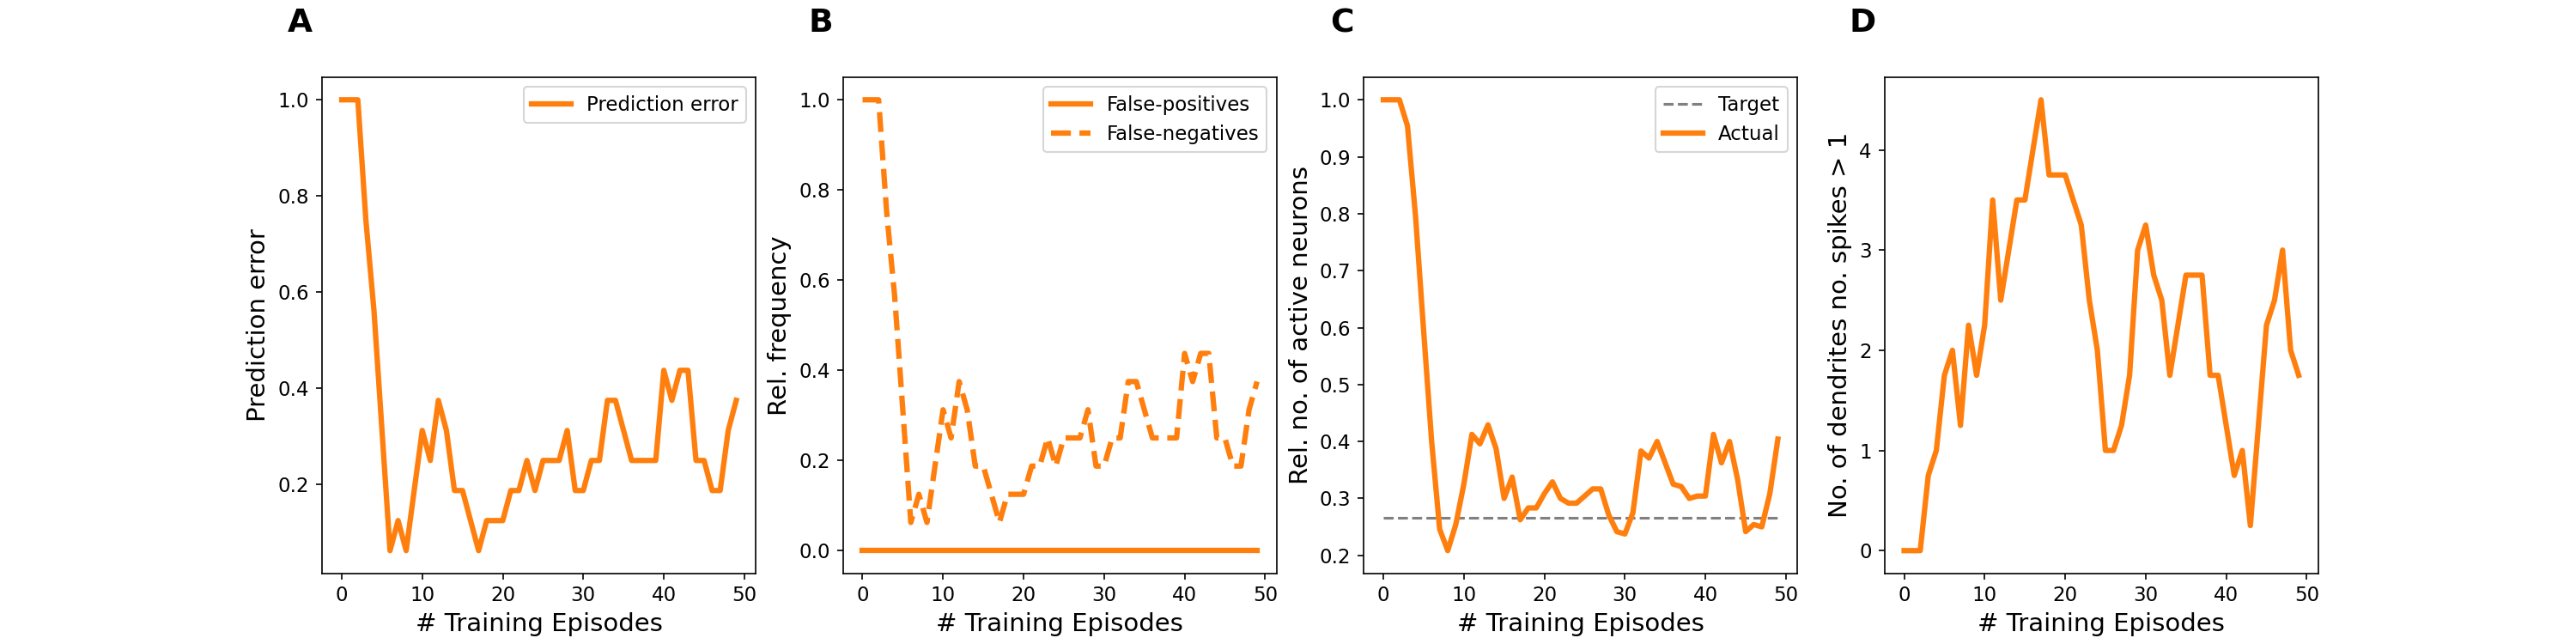 A
Prediction error
1.0
0.8
0.6
0.4
0.2
0 10 20 30 40 50
# Training Episodes
Prediction error
B
Rel. frequency
1.0
0.8
0.6
0.4
0.2
0.0
0 10 20 30 40 50
# Training Episodes
False-positives
False-negatives
C
Rel. no. of active neurons
1.0
0.9
0.8
0.7
0.6
0.5
0.4
0.3
0.2
0 10 20 30 40 50
# Training Episodes
Target
Actual
D
No. of dendrites no. spikes > 1
4
3
2
1
0
0 10 20 30 40 50
# Training Episodes